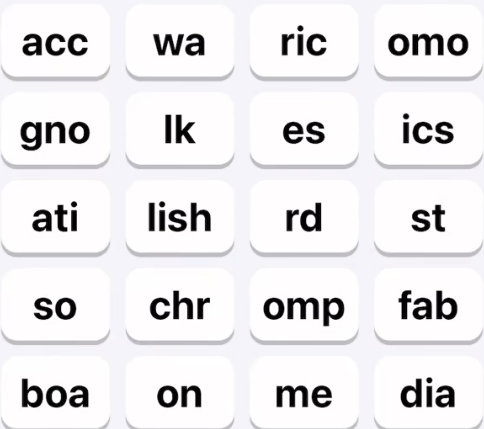 acc wa ric omo
gno lk es ics
ati lish rd st
so chr omp fab
boa on me dia